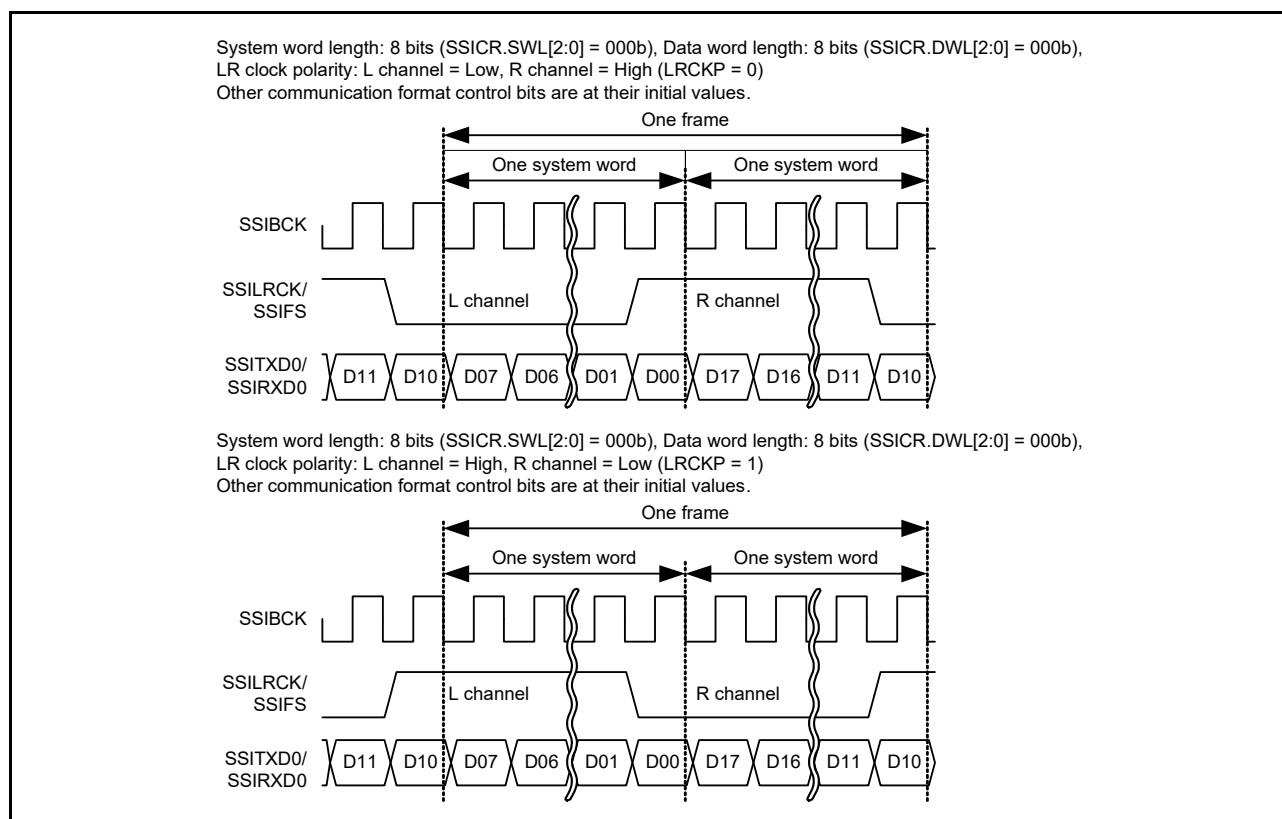 System word length: 8 bits (SSICR.SWL[2:0] = 000b), Data word length: 8 bits (SSICR.DWL[2:0] = 000b),
LR clock polarity: L channel = Low, R channel = High (LRCKP = 0)
Other communication format control bits are at their initial values.
One frame
One system word One system word
SSIBCK
SSILRCK/
SSIFS
L channel R channel
SSITXD0/
SSIRXD0
D11 D10 D07 D06 D01 D00 D17 D16 D11 D10
System word length: 8 bits (SSICR.SWL[2:0] = 000b), Data word length: 8 bits (SSICR.DWL[2:0] = 000b),
LR clock polarity: L channel = High, R channel = Low (LRCKP = 1)
Other communication format control bits are at their initial values.
One frame
One system word One system word
SSIBCK
SSILRCK/
SSIFS
L channel R channel
SSITXD0/
SSIRXD0
D11 D10 D07 D06 D01 D00 D17 D16 D11 D10